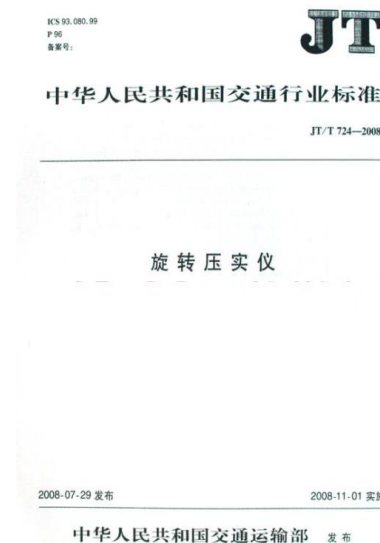 ICS 93.080.99
P 96
备案号:
JT
中华人民共和国交通行业标准
JT/T 724—2008
旋转压实仪
2008-07-29 发布
2008-11-01 实施
中华人民共和国交通运输部 发布